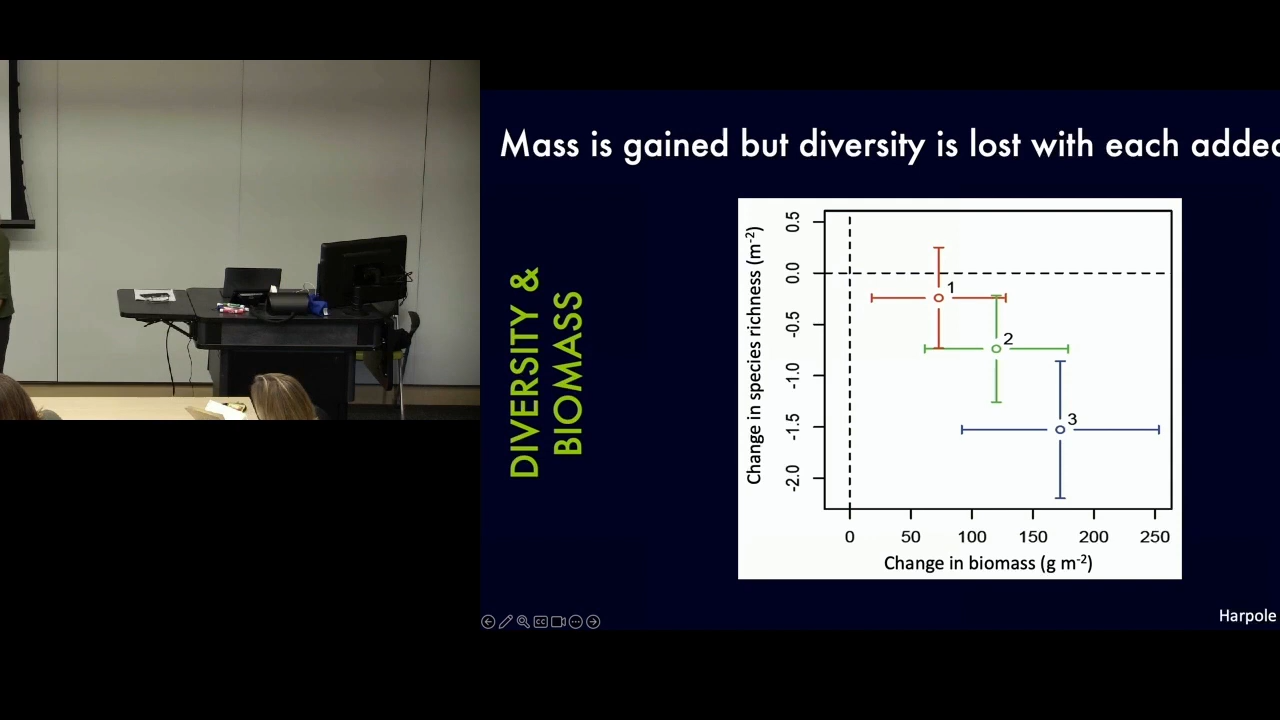 Mass is gained but diversity is lost with each added
DIVERSITY &
BIOMASS
Change in species richness (m-2)
0.5
0.0
-0.5
-1.0
-1.5
-2.0
1
2
3
0 50 100 150 200 250
Change in biomass (g m-2)
Harpole